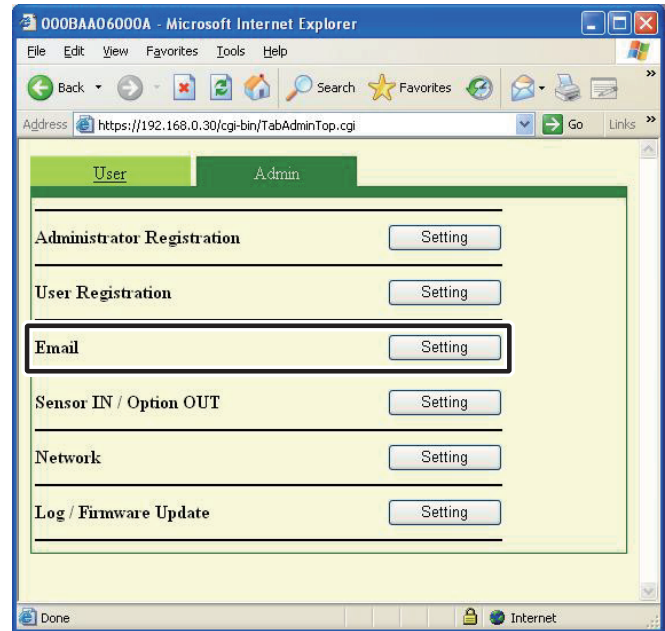 000BAA06000A - Microsoft Internet Explorer
File Edit View Favorites Tools Help
Back Search Favorites »
Address https://192.168.0.30/cgi-bin/TabAdminTop.cgi Go Links »
User Admin
Administrator Registration Setting
User Registration Setting
Email Setting
Sensor IN / Option OUT Setting
Network Setting
Log / Firmware Update Setting
Done Internet